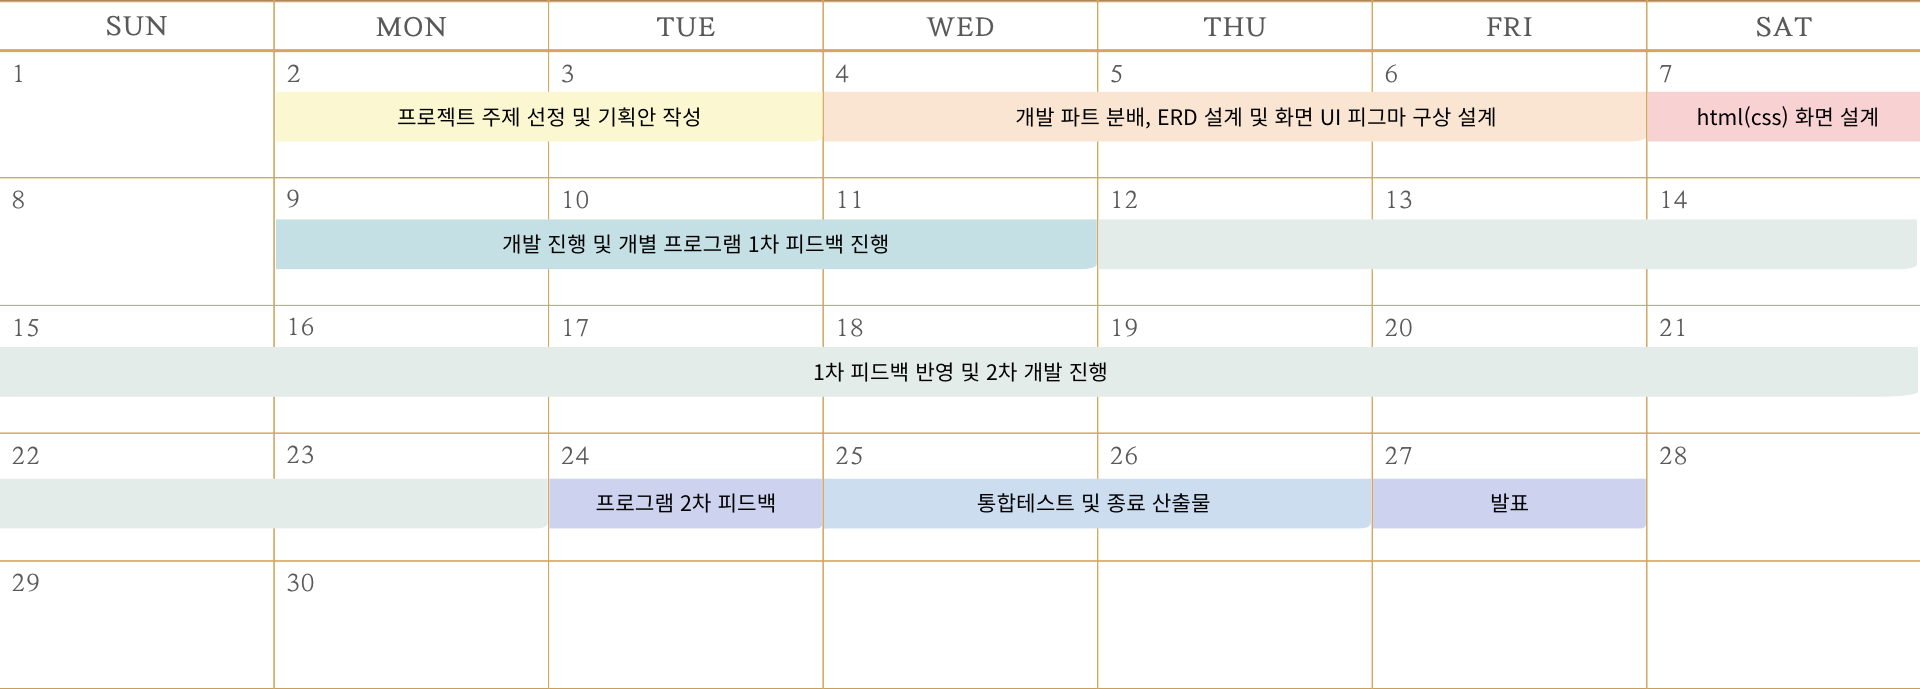 SUN MON TUE WED THU FRI SAT
1 2 3 4 5 6 7
프로젝트 주제 선정 및 기획안 작성 개발 파트 분배, ERD 설계 및 화면 UI 피그마 구상 설계 html(css) 화면 설계
8 9 10 11 12 13 14
개발 진행 및 개별 프로그램 1차 피드백 진행
15 16 17 18 19 20 21
1차 피드백 반영 및 2차 개발 진행
22 23 24 25 26 27 28
프로그램 2차 피드백 통합테스트 및 종료 산출물 발표
29 30